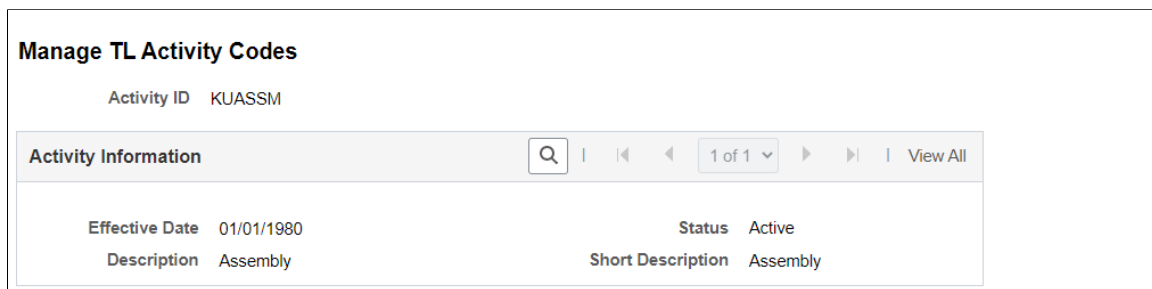 Manage TL Activity Codes
Activity ID KUASSM
Activity Information 1 of 1 View All
Effective Date 01/01/1980 Status Active
Description Assembly Short Description Assembly